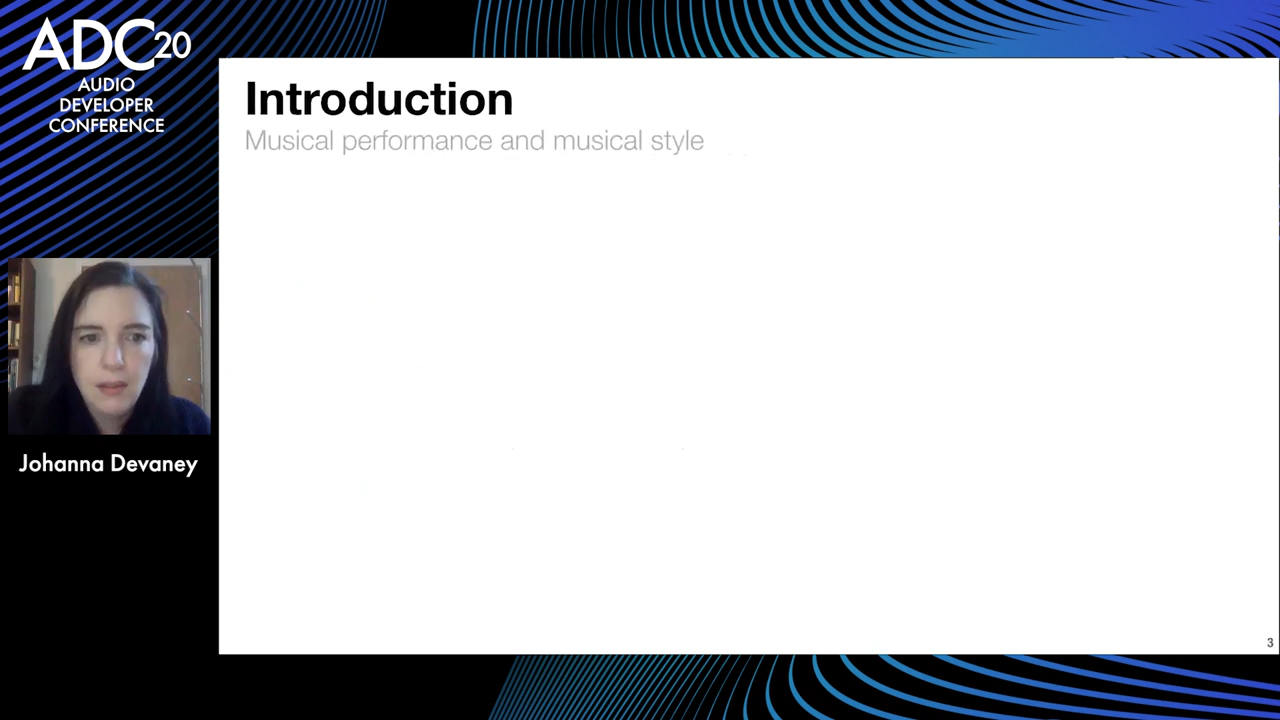 ADC20
AUDIO
DEVELOPER
CONFERENCE
Introduction
Musical performance and musical style
Johanna Devaney
3